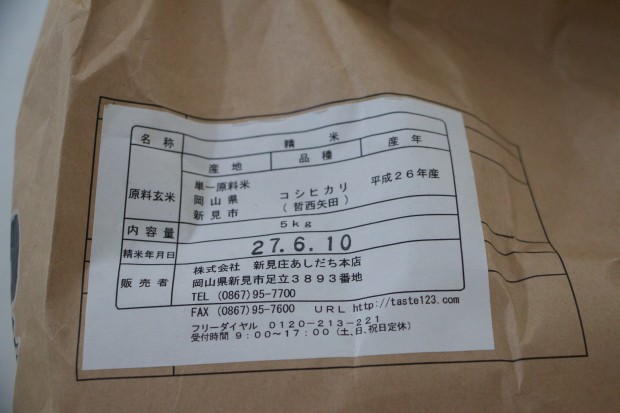 名称 精米
産地 品種 産年
原料玄米 単一原料米
岡山県 コシヒカリ 平成26年産
新見市 (哲西矢田)
内容量 5kg
精米年月日 27.6.10
販売者 株式会社 新見庄あしだち本店
岡山県新見市足立3893番地
TEL (0867)95-7700
FAX (0867)95-7600 URL http://taste123.com
フリーダイヤル 0120-213-221
受付時間 9:00~17:00 (土、日、祝日定休)